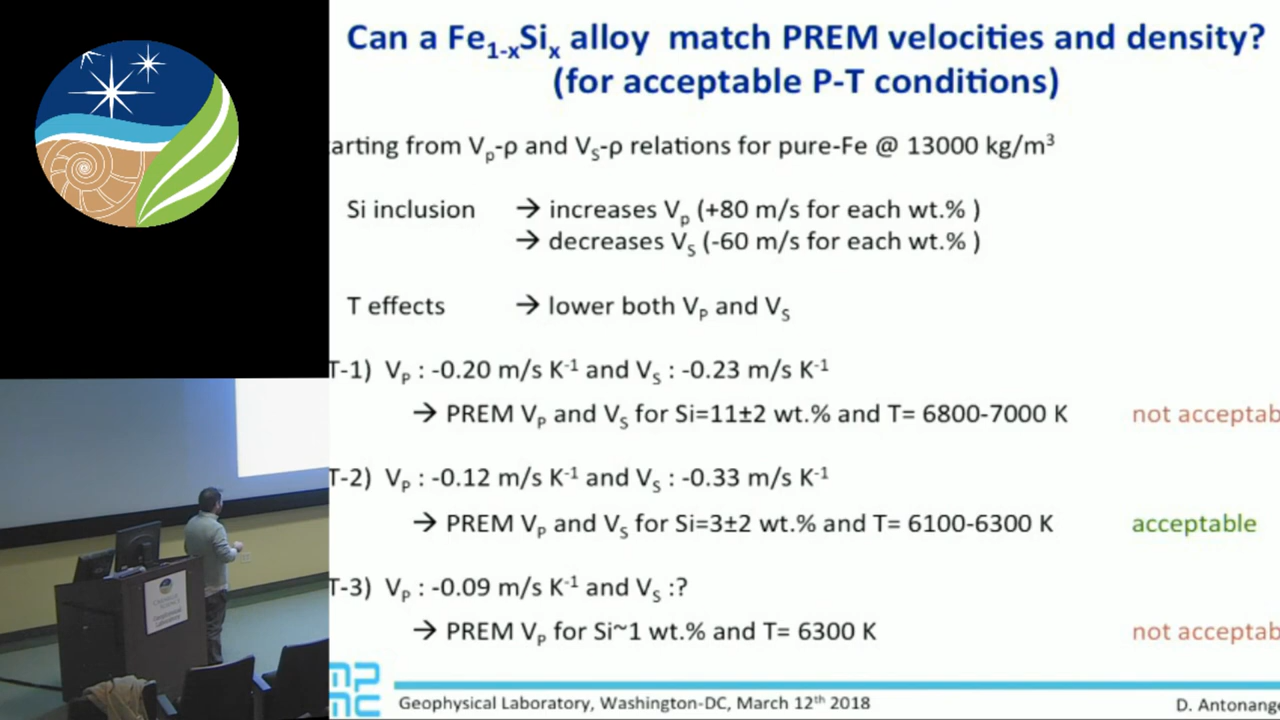 Can a Fe1-xSix alloy match PREM velocities and density?
(for acceptable P-T conditions)
arting from Vp-ρ and VS-ρ relations for pure-Fe @ 13000 kg/m³
Si inclusion → increases Vp (+80 m/s for each wt.% )
→ decreases VS (-60 m/s for each wt.% )
T effects → lower both VP and VS
T-1) VP : -0.20 m/s K-1 and VS : -0.23 m/s K-1
→ PREM VP and VS for Si=11±2 wt.% and T= 6800-7000 K not acceptab
T-2) VP : -0.12 m/s K-1 and VS : -0.33 m/s K-1
→ PREM VP and VS for Si=3±2 wt.% and T= 6100-6300 K acceptable
T-3) VP : -0.09 m/s K-1 and VS :?
→ PREM VP for Si~1 wt.% and T= 6300 K not acceptab
Geophysical Laboratory, Washington-DC, March 12th 2018 D. Antonange